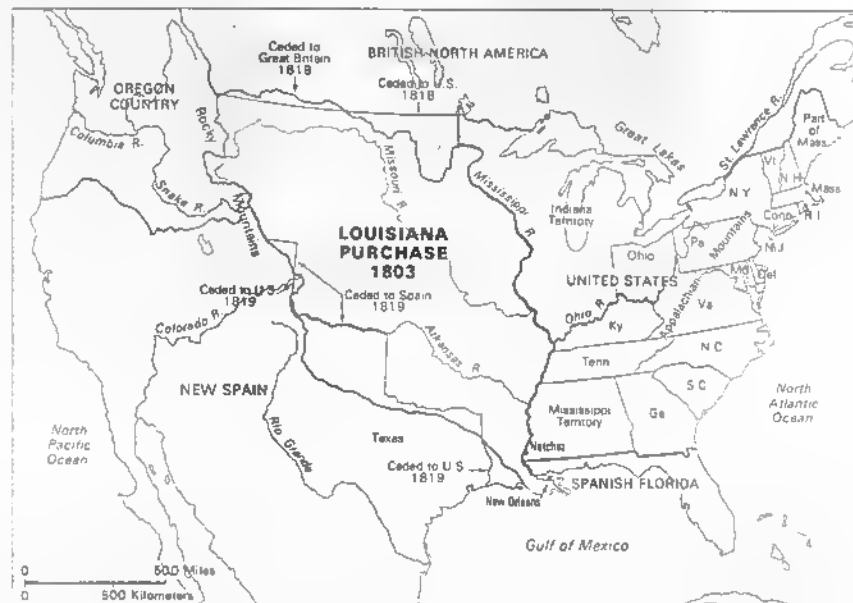 Ceded to
Great Britain
1818
BRITISH NORTH AMERICA
Ceded to U.S.
1818
OREGON
COUNTRY
Rocky
Mountains
Columbia R.
Snake R.
Missouri R.
Mississippi R.
Great Lakes
St. Lawrence R.
Part
of
Mass.
Vt
N H
Mass
N Y
Conn
R I
Indiana
Territory
LOUISIANA
PURCHASE
1803
Ohio
Pa
N J
Appalachian
Mountains
Md
Del
UNITED STATES
Va
Ceded to U S
1819
Ceded to Spain
1819
Ohio R.
Ky
Colorado R.
Arkansas R.
Tenn
N C
S C
NEW SPAIN
Mississippi
Territory
Ga
North
Atlantic
Ocean
North
Pacific
Ocean
Rio Grande
Texas
Natchez
Ceded to U S
1819
New Orleans
SPANISH FLORIDA
Gulf of Mexico
0 500 Miles
0 500 Kilometers